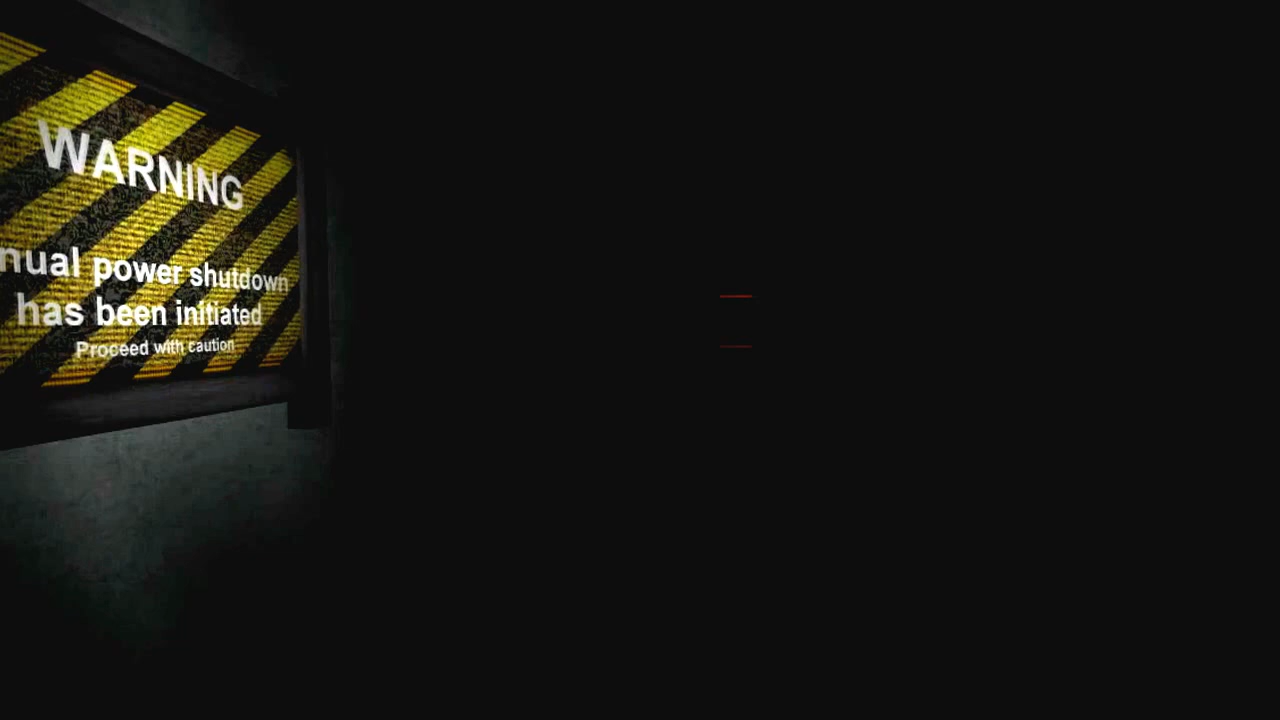 WARNING
nual power shutdown
has been initiated
Proceed with caution